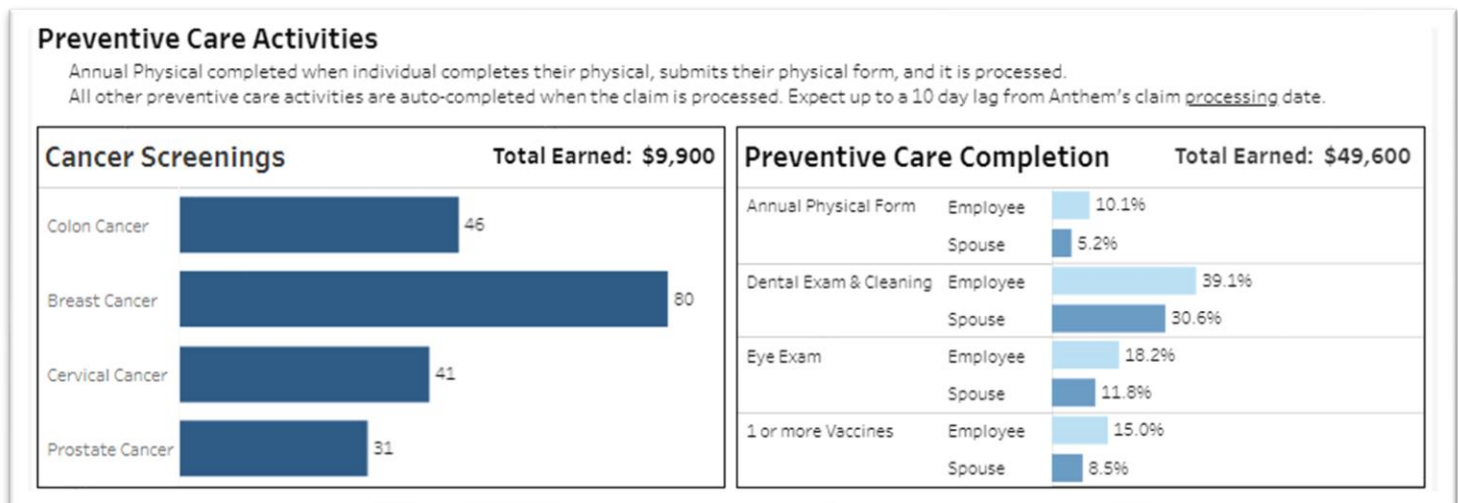 Preventive Care Activities
Annual Physical completed when individual completes their physical, submits their physical form, and it is processed.
All other preventive care activities are auto-completed when the claim is processed. Expect up to a 10 day lag from Anthem's claim processing date.
Cancer Screenings Total Earned: $9,900
Colon Cancer 46
Breast Cancer 80
Cervical Cancer 41
Prostate Cancer 31
Preventive Care Completion Total Earned: $49,600
Annual Physical Form Employee 10.1%
Spouse 5.2%
Dental Exam & Cleaning Employee 39.1%
Spouse 30.6%
Eye Exam Employee 18.2%
Spouse 11.8%
1 or more Vaccines Employee 15.0%
Spouse 8.5%